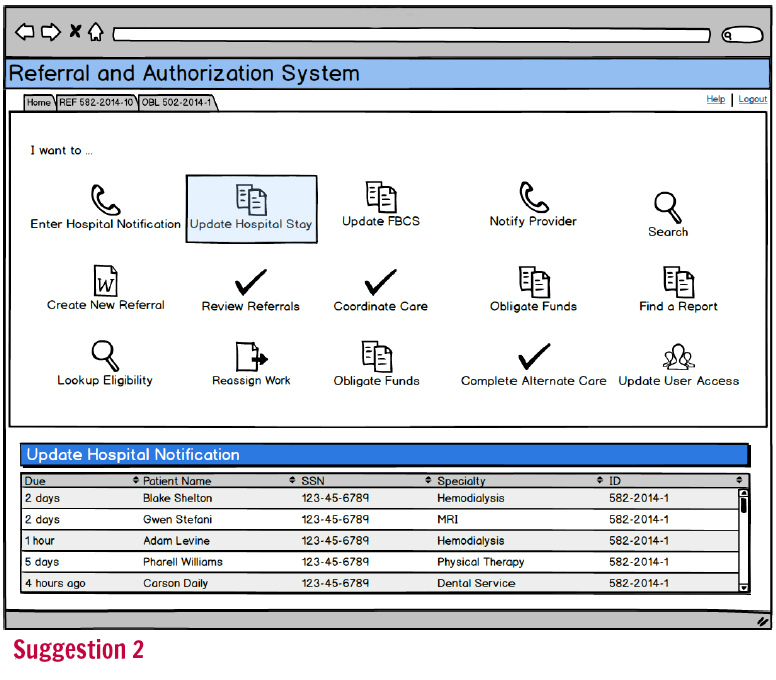 Referral and Authorization System
Home REF 582-2014-10 OBL 502-2014-1 Help Logout
I want to ...
Enter Hospital Notification Update Hospital Stay Update FBCS Notify Provider Search
W
Create New Referral Review Referrals Coordinate Care Obligate Funds Find a Report
Lookup Eligibility Reassign Work Obligate Funds Complete Alternate Care Update User Access
Update Hospital Notification
Due Patient Name SSN Specialty ID
2 days Blake Shelton 123-45-6789 Hemodialysis 582-2014-1
2 days Gwen Stefani 123-45-6789 MRI 582-2014-1
1 hour Adam Levine 123-45-6789 Hemodialysis 582-2014-1
5 days Pharell Williams 123-45-6789 Physical Therapy 582-2014-1
4 hours ago Carson Daily 123-45-6789 Dental Service 582-2014-1
Suggestion 2